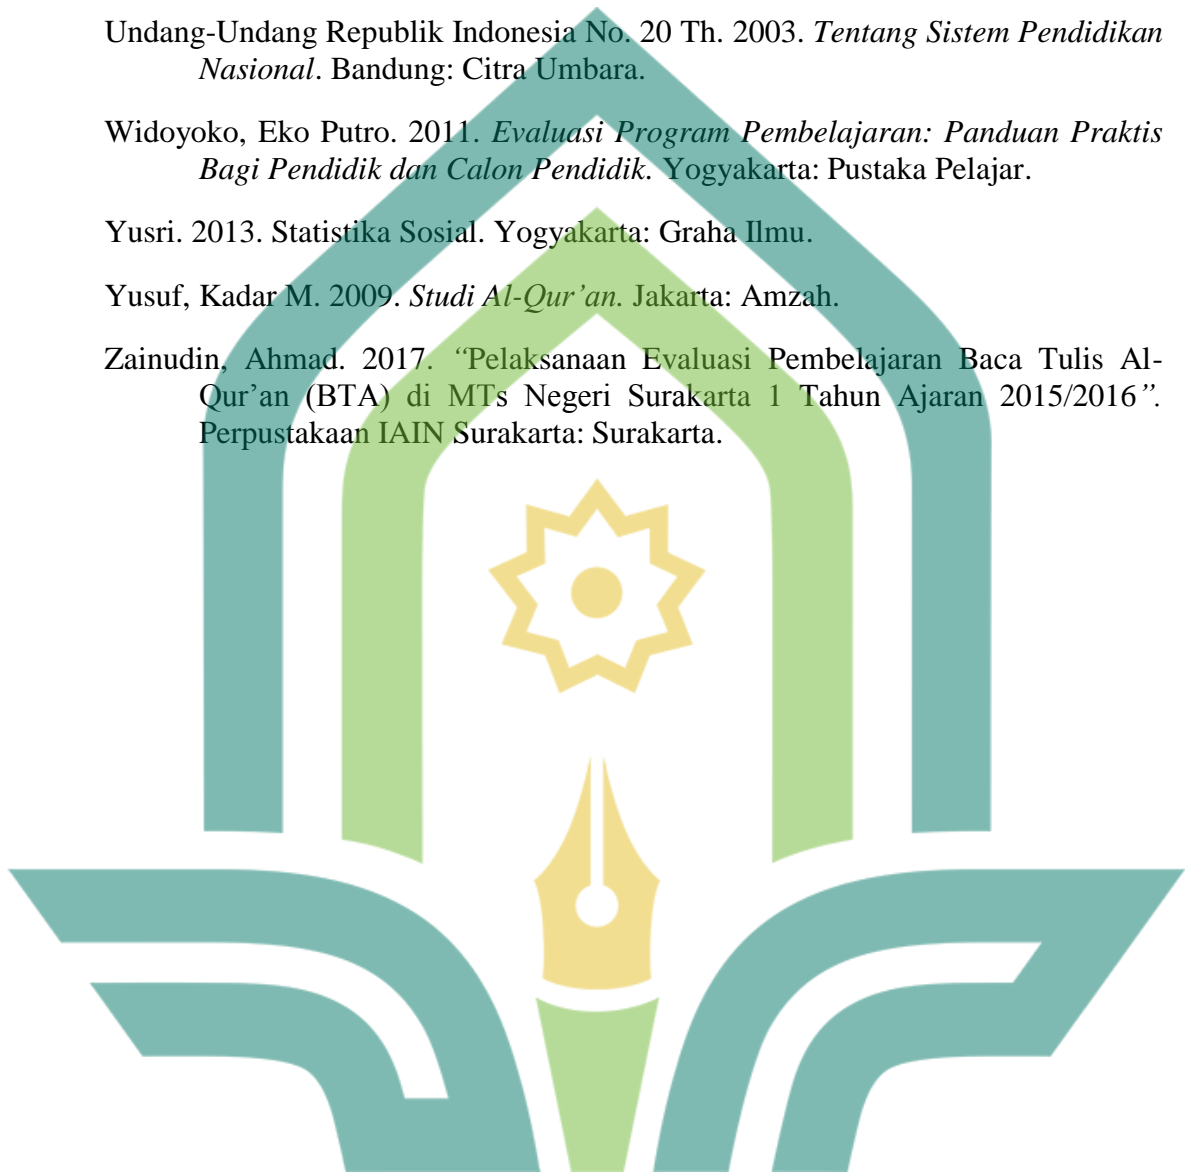 Undang-Undang Republik Indonesia No. 20 Th. 2003. Tentang Sistem Pendidikan
Nasional. Bandung: Citra Umbara.
Widoyoko, Eko Putro. 2011. Evaluasi Program Pembelajaran: Panduan Praktis
Bagi Pendidik dan Calon Pendidik. Yogyakarta: Pustaka Pelajar.
Yusri. 2013. Statistika Sosial. Yogyakarta: Graha Ilmu.
Yusuf, Kadar M. 2009. Studi Al-Qur’an. Jakarta: Amzah.
Zainudin, Ahmad. 2017. “Pelaksanaan Evaluasi Pembelajaran Baca Tulis Al-
Qur’an (BTA) di MTs Negeri Surakarta 1 Tahun Ajaran 2015/2016”.
Perpustakaan IAIN Surakarta: Surakarta.